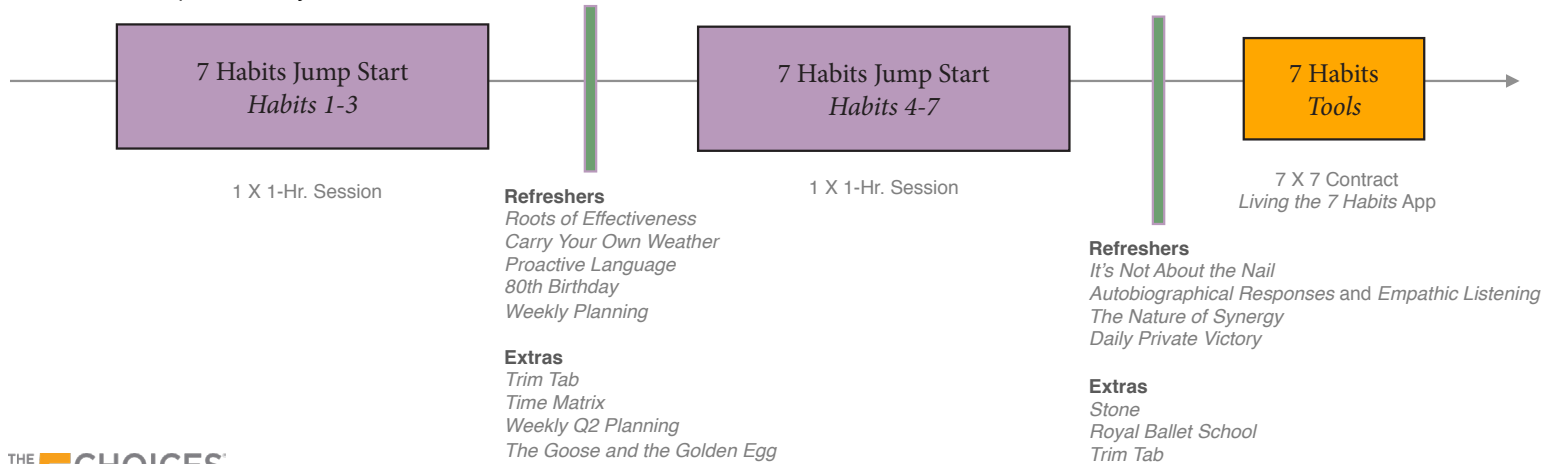 7 Habits Jump Start
Habits 1-3
1 X 1-Hr. Session
Refreshers
Roots of Effectiveness
Carry Your Own Weather
Proactive Language
80th Birthday
Weekly Planning
Extras
Trim Tab
Time Matrix
Weekly Q2 Planning
The Goose and the Golden Egg
7 Habits Jump Start
Habits 4-7
1 X 1-Hr. Session
Refreshers
It's Not About the Nail
Autobiographical Responses and Empathic Listening
The Nature of Synergy
Daily Private Victory
Extras
Stone
Royal Ballet School
Trim Tab
7 Habits
Tools
7 X 7 Contract
Living the 7 Habits App
THE CHOICES